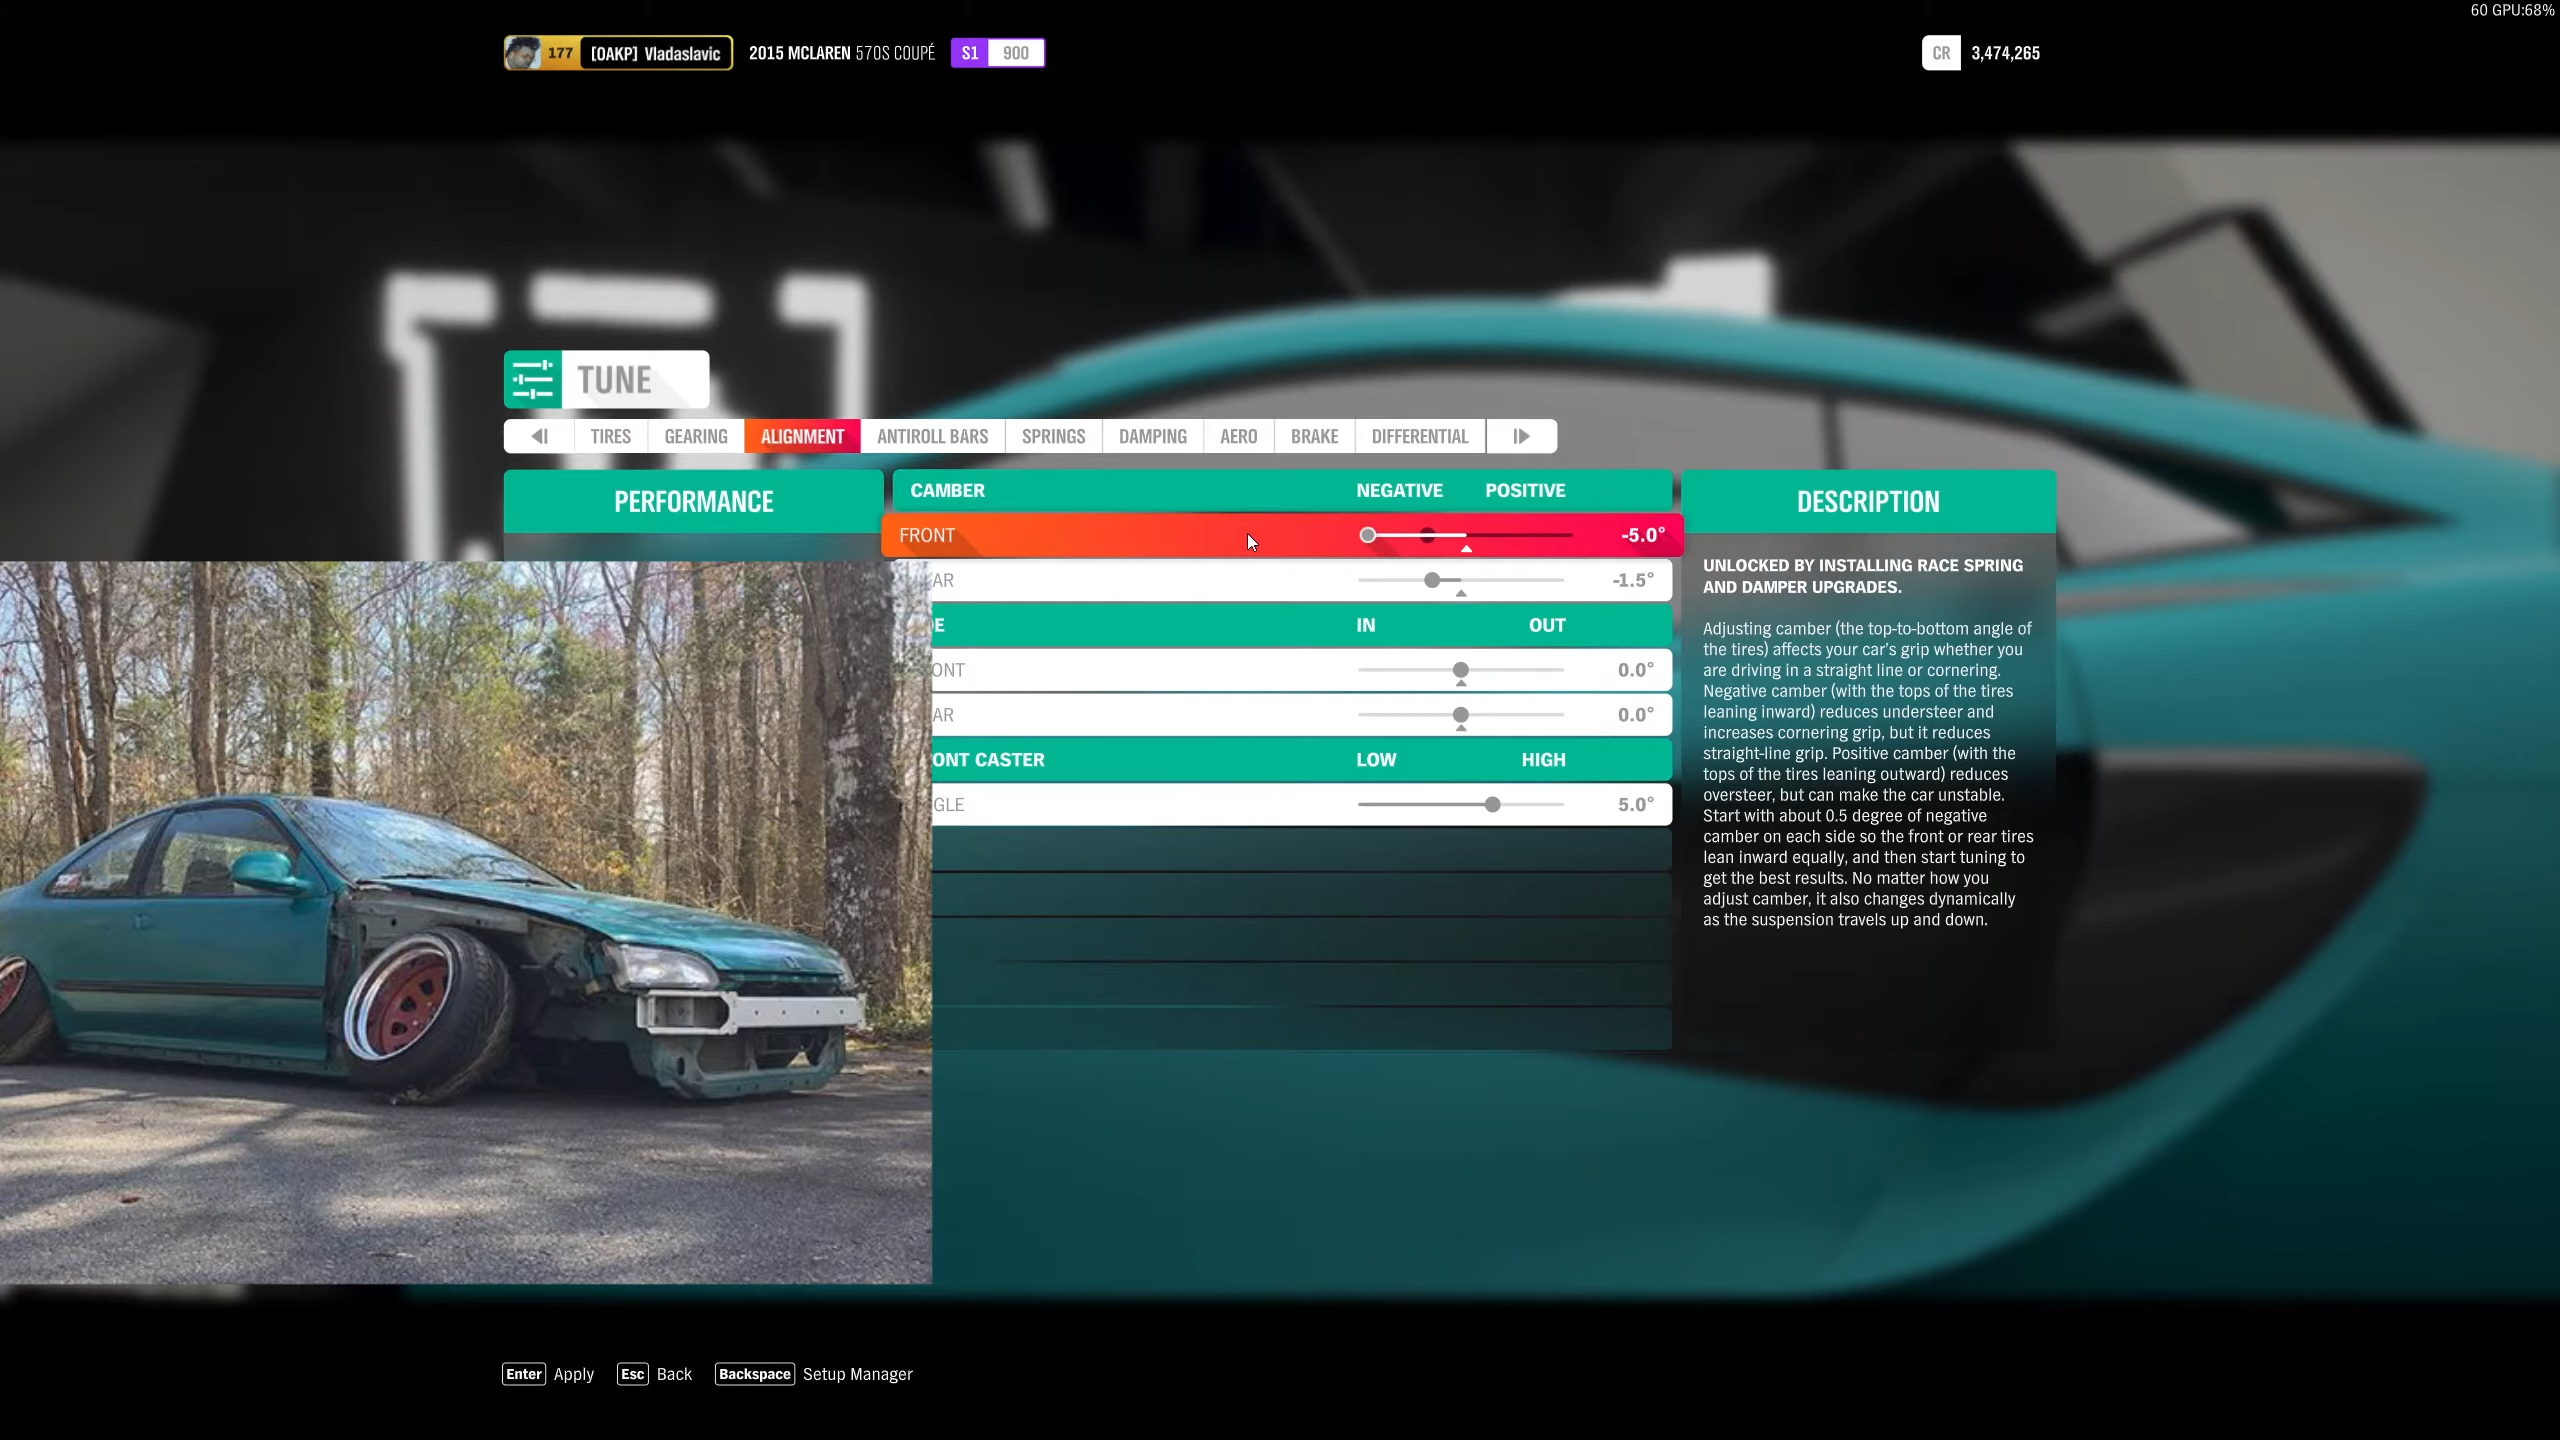 60 GPU:68%
177 [OAKP] Vladaslavic 2015 MCLAREN 570S COUPÉ S1 900 CR 3,474,265
TUNE
TIRES GEARING ALIGNMENT ANTIROLL BARS SPRINGS DAMPING AERO BRAKE DIFFERENTIAL
PERFORMANCE
CAMBER NEGATIVE POSITIVE
FRONT -5.0°
AR -1.5°
E IN OUT
ONT 0.0°
AR 0.0°
ONT CASTER LOW HIGH
GLE 5.0°
DESCRIPTION
UNLOCKED BY INSTALLING RACE SPRING
AND DAMPER UPGRADES.
Adjusting camber (the top-to-bottom angle of
the tires) affects your car's grip whether you
are driving in a straight line or cornering.
Negative camber (with the tops of the tires
leaning inward) reduces understeer and
increases cornering grip, but it reduces
straight-line grip. Positive camber (with the
tops of the tires leaning outward) reduces
oversteer, but can make the car unstable.
Start with about 0.5 degree of negative
camber on each side so the front or rear tires
lean inward equally, and then start tuning to
get the best results. No matter how you
adjust camber, it also changes dynamically
as the suspension travels up and down.
Enter Apply Esc Back Backspace Setup Manager